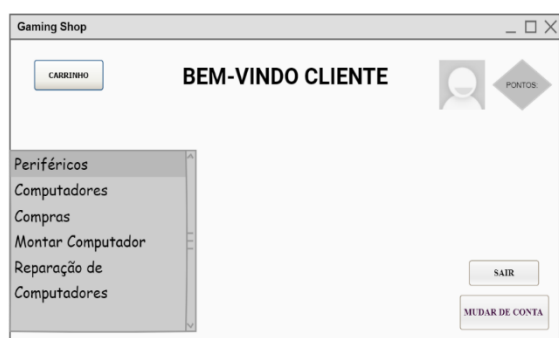 Gaming Shop
CARRINHO
BEM-VINDO CLIENTE
PONTOS:
Periféricos
Computadores
Compras
Montar Computador
Reparação de
Computadores
SAIR
MUDAR DE CONTA